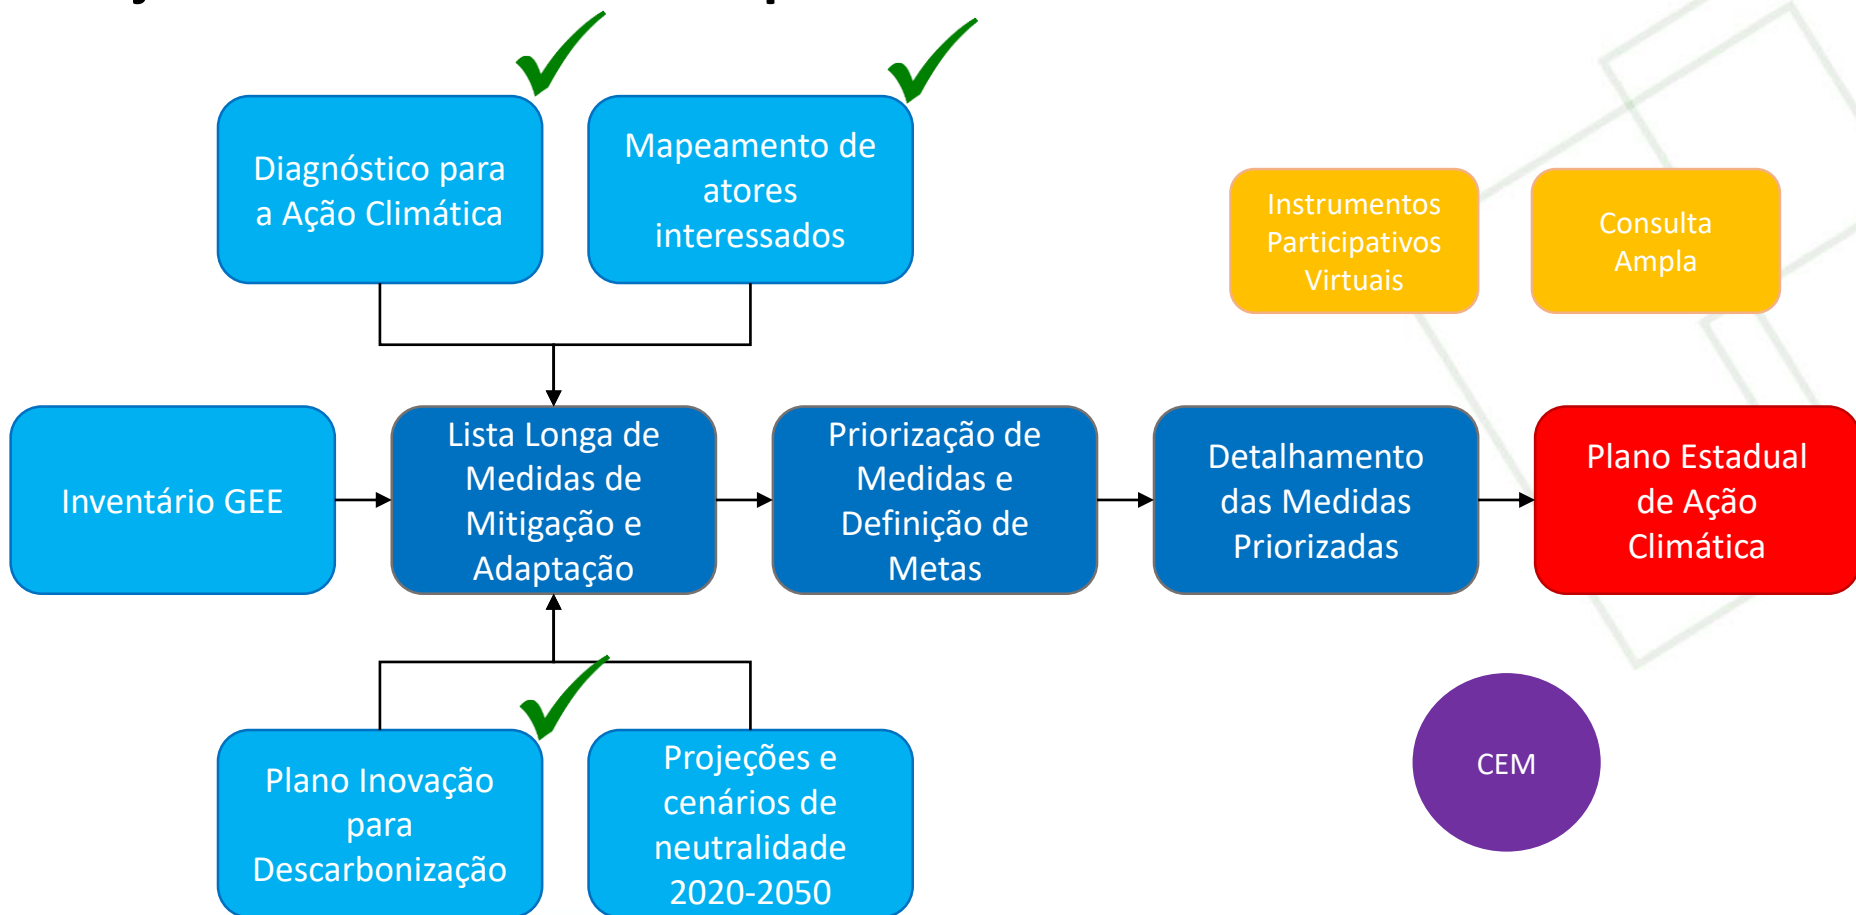 Diagnóstico para
a Ação Climática
Mapeamento de
atores
interessados
Instrumentos
Participativos
Virtuais
Consulta
Ampla
Inventário GEE
Lista Longa de
Medidas de
Mitigação e
Adaptação
Priorização de
Medidas e
Definição de
Metas
Detalhamento
das Medidas
Priorizadas
Plano Estadual
de Ação
Climática
Plano Inovação
para
Descarbonização
Projeções e
cenários de
neutralidade
2020-2050
CEM